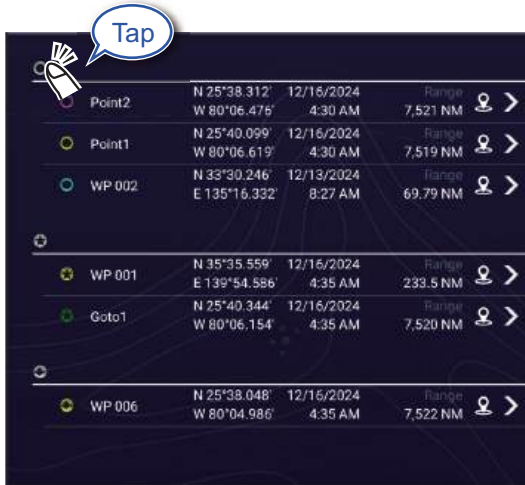 Tap
Range
Point2 N 25°38.312' 12/16/2024
W 80°06.476' 4:30 AM 7,521 NM
Range
Point1 N 25°40.099' 12/16/2024
W 80°06.619' 4:30 AM 7,519 NM
Range
WP 002 N 33°30.246' 12/13/2024
E 135°16.332' 8:27 AM 69.79 NM
Range
WP 001 N 35°35.559' 12/16/2024
E 139°54.586' 4:35 AM 233.5 NM
Range
Goto1 N 25°40.344' 12/16/2024
W 80°06.154' 4:35 AM 7,520 NM
Range
WP 006 N 25°38.048' 12/16/2024
W 80°04.986' 4:35 AM 7,522 NM